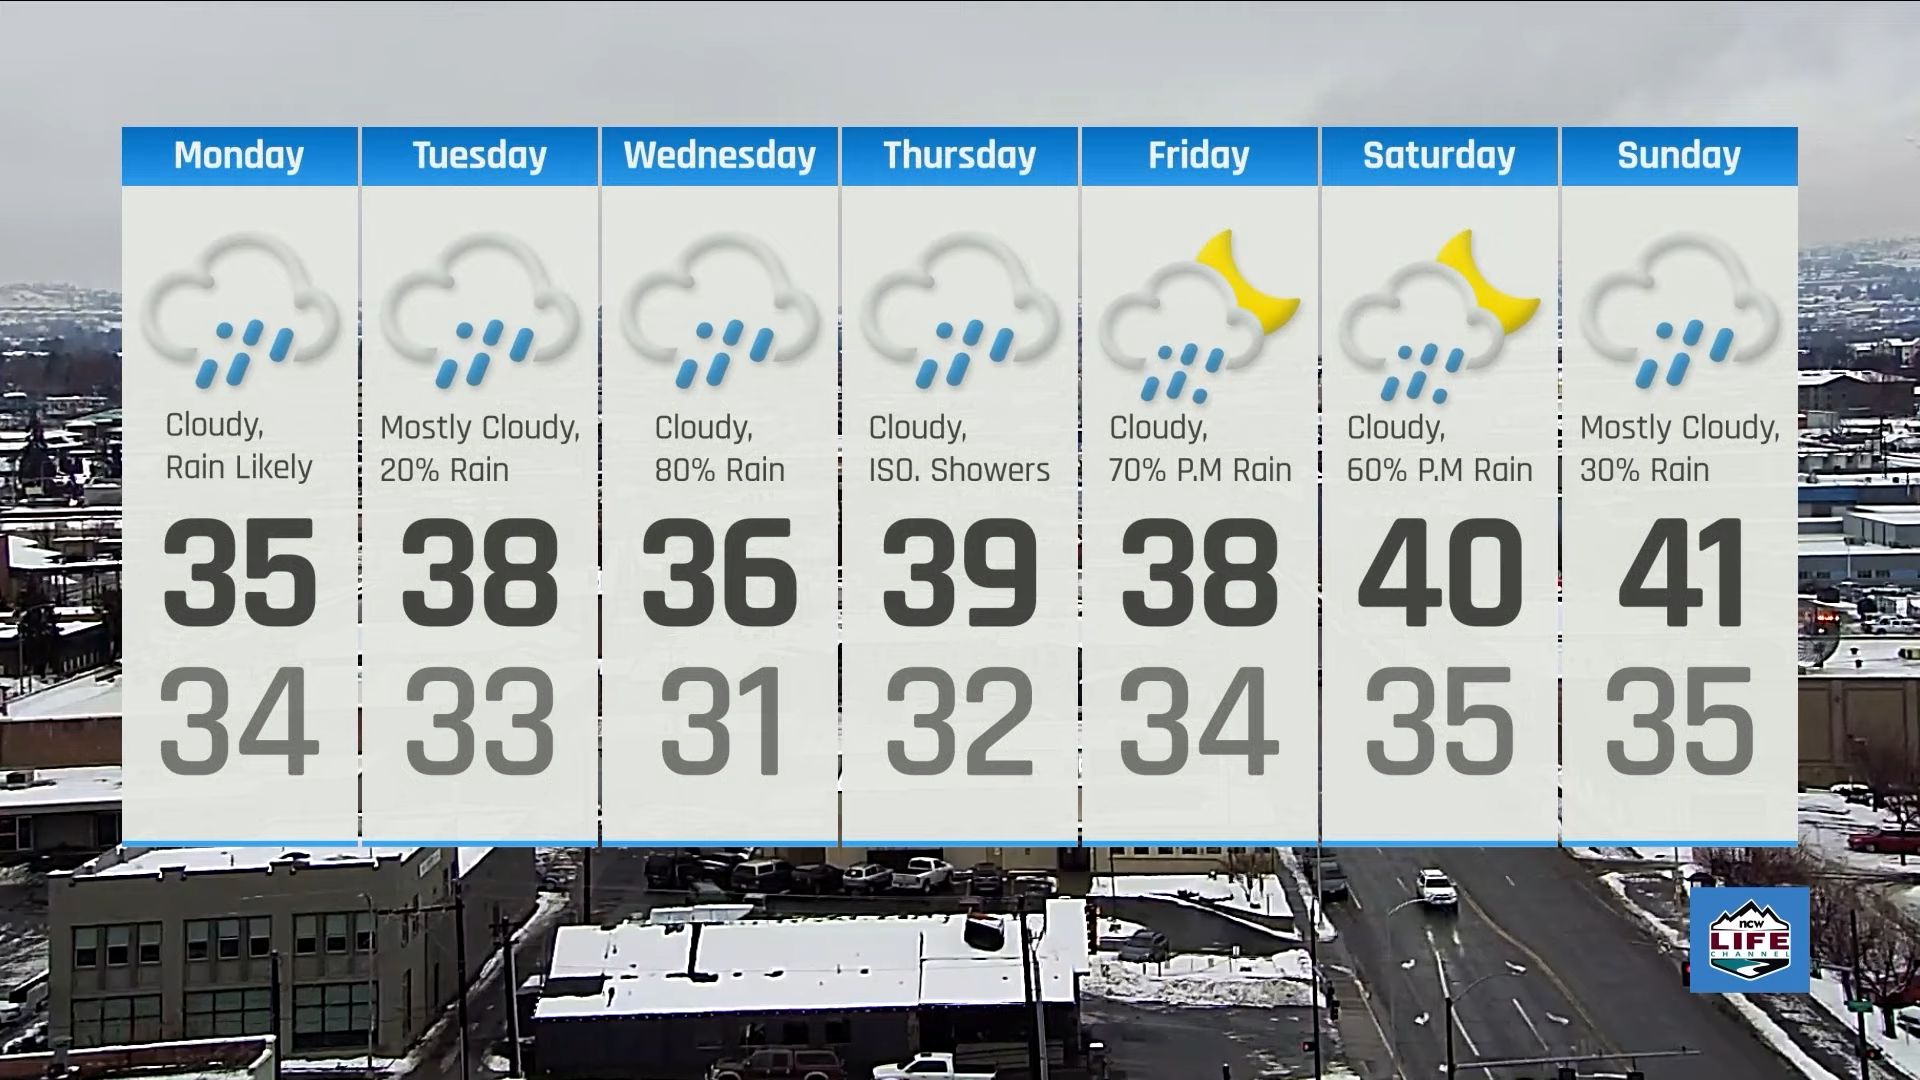 Monday
Tuesday
Wednesday
Thursday
Friday
Saturday
Sunday
Cloudy,
Rain Likely
Mostly Cloudy,
20% Rain
Cloudy,
80% Rain
Cloudy,
ISO. Showers
Cloudy,
70% P.M Rain
Cloudy,
60% P.M Rain
Mostly Cloudy,
30% Rain
35
38
36
39
38
40
41
34
33
31
32
34
35
35
ncw
LIFE
CHANNEL